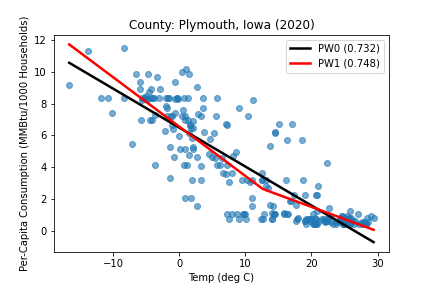 County: Plymouth, Iowa (2020)
Per-Capita Consumption (MMBtu/1000 Households)
12
10
8
6
4
2
0
PW0 (0.732)
PW1 (0.748)
−10
0
10
20
30
Temp (deg C)